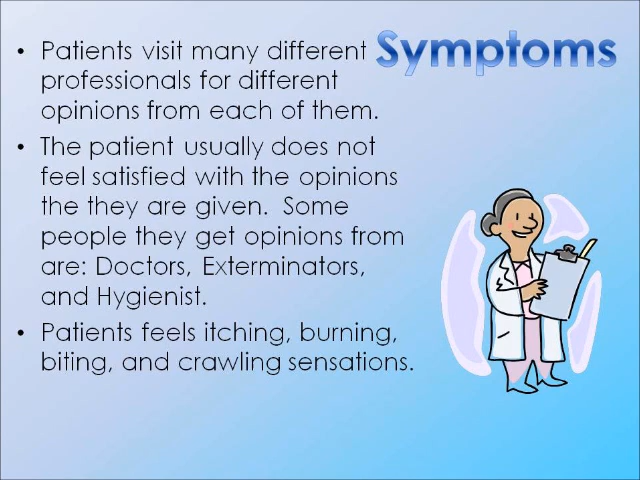 Symptoms
• Patients visit many different
professionals for different
opinions from each of them.
• The patient usually does not
feel satisfied with the opinions
the they are given. Some
people they get opinions from
are: Doctors, Exterminators,
and Hygienist.
• Patients feels itching, burning,
biting, and crawling sensations.